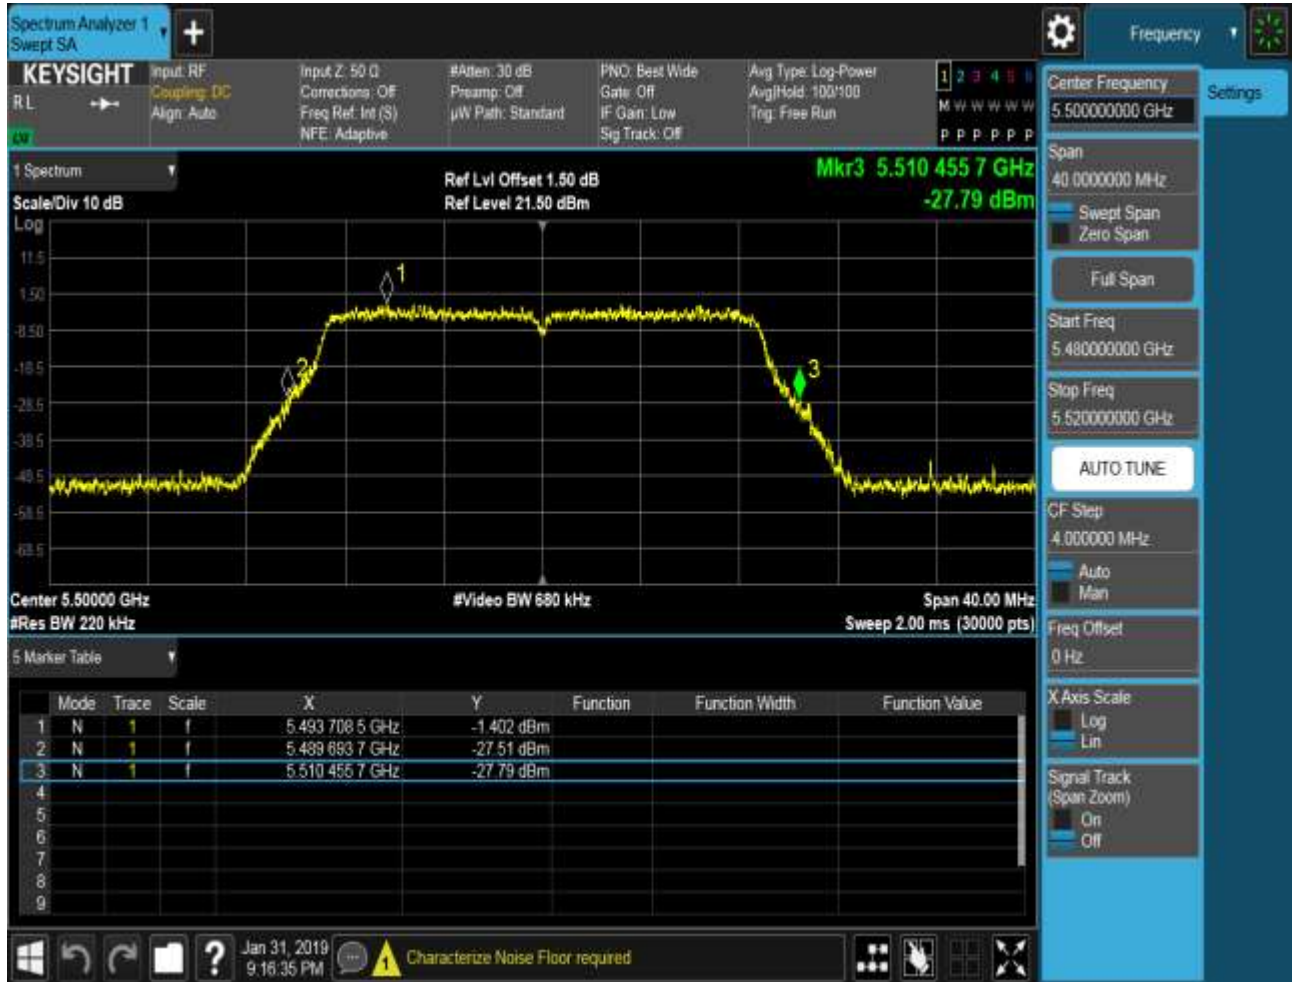 Spectrum Analyzer 1
Swept SA
+
Frequency
KEYSIGHT
RL
Input: RF
Coupling: DC
Align: Auto
Input Z: 50 Ω
Corrections: Off
Freq Ref: Int (S)
NFE: Adaptive
#Atten: 30 dB
Preamp: Off
µW Path: Standard
PNO: Best Wide
Gate: Off
IF Gain: Low
Sig Track: Off
Avg Type: Log-Power
Avg|Hold: 100/100
Trig: Free Run
1 2 3 4 5 6
M W W W W W
P P P P P P
1 Spectrum
Scale/Div 10 dB
Ref Lvl Offset 1.50 dB
Ref Level 21.50 dBm
Mkr3 5.510 455 7 GHz
-27.79 dBm
Log
11.5
1.50
-8.50
-18.5
-28.5
-38.5
-48.5
-58.5
-68.5
1
2
3
Center 5.50000 GHz
#Res BW 220 kHz
#Video BW 680 kHz
Span 40.00 MHz
Sweep 2.00 ms (30000 pts)
5 Marker Table
Mode Trace Scale X Y Function Function Width Function Value
1 N 1 f 5.493 708 5 GHz -1.402 dBm
2 N 1 f 5.489 693 7 GHz -27.51 dBm
3 N 1 f 5.510 455 7 GHz -27.79 dBm
4
5
6
7
8
9
Center Frequency
5.500000000 GHz
Settings
Span
40.0000000 MHz
Swept Span
Zero Span
Full Span
Start Freq
5.480000000 GHz
Stop Freq
5.520000000 GHz
AUTO TUNE
CF Step
4.000000 MHz
Auto
Man
Freq Offset
0 Hz
X Axis Scale
Log
Lin
Signal Track
(Span Zoom)
On
Off
?
Jan 31, 2019
9:16:35 PM
1
Characterize Noise Floor required